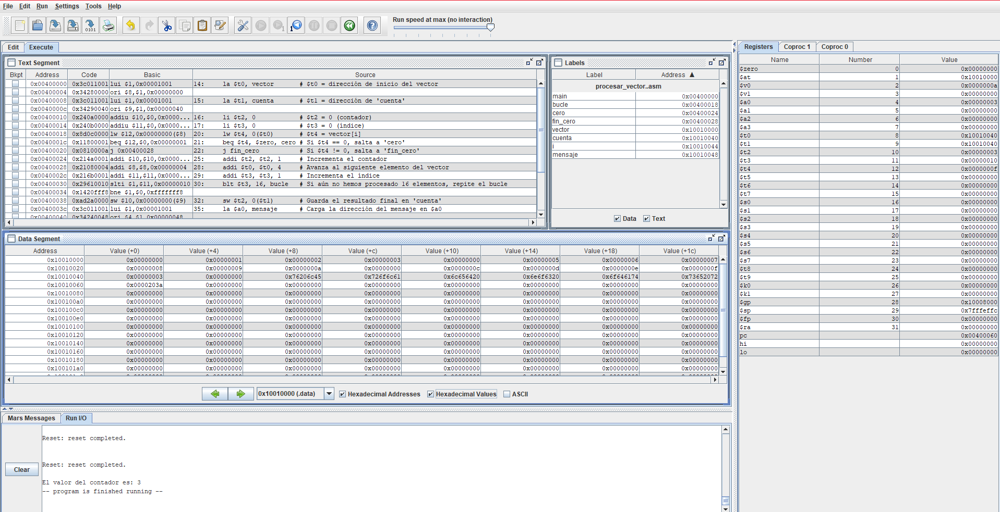 File Edit Run Settings Tools Help
Run speed at max (no interaction)
Edit Execute
Text Segment
Bkpt Address Code Basic Source
0x00400000 0x3c011001 lui $1,0x00001001 14: la $t0, vector # $t0 = dirección de inicio del vector
0x00400004 0x34280000 ori $8,$1,0x00000000
0x00400008 0x3c011001 lui $1,0x00001001 15: la $t1, cuenta # $t1 = dirección de 'cuenta'
0x0040000c 0x34290040 ori $9,$1,0x00000040
0x00400010 0x240a0000 addiu $10,$0,0x0000... 16: li $t2, 0 # $t2 = 0 (contador)
0x00400014 0x240b0000 addiu $11,$0,0x0000... 17: li $t3, 0 # $t3 = 0 (índice)
0x00400018 0x8d0c0000 lw $12,0x00000000($8) 20: lw $t4, 0($t0) # $t4 = vector[i]
0x0040001c 0x11800001 beq $12,$0,0x00000001 21: beq $t4, $zero, cero # Si $t4 == 0, salta a 'cero'
0x00400020 0x0810000a j 0x00400028 22: j fin_cero # Si $t4 != 0, salta a 'fin_cero'
0x00400024 0x214a0001 addi $10,$10,0x0000... 25: addi $t2, $t2, 1 # Incrementa el contador
0x00400028 0x21080004 addi $8,$8,0x00000004 28: addi $t0, $t0, 4 # Avanza al siguiente elemento del vector
0x0040002c 0x216b0001 addi $11,$11,0x0000... 29: addi $t3, $t3, 1 # Incrementa el índice
0x00400030 0x29610010 slti $1,$11,0x00000010 30: blt $t3, 16, bucle # Si aún no hemos procesado 16 elementos, repite el bucle
0x00400034 0x1420fff8 bne $1,$0,0xfffffff8
0x00400038 0xad2a0000 sw $10,0x00000000($9) 32: sw $t2, 0($t1) # Guarda el resultado final en 'cuenta'
0x0040003c 0x3c011001 lui $1,0x00001001 35: la $a0, mensaje # Carga la dirección del mensaje en $a0
0x00400040 0x34240048 ori $4,$1,0x00000048
Labels
Label Address ▲
procesar_vector..asm
main 0x00400000
bucle 0x00400018
cero 0x00400024
fin_cero 0x00400028
vector 0x10010000
cuenta 0x10010040
i 0x10010044
mensaje 0x10010048
Data Text
Data Segment
Address Value (+0) Value (+4) Value (+8) Value (+c) Value (+10) Value (+14) Value (+18) Value (+1c)
0x10010000 0x00000000 0x00000001 0x00000002 0x00000003 0x00000000 0x00000005 0x00000006 0x00000007
0x10010020 0x00000008 0x00000009 0x0000000a 0x00000000 0x0000000c 0x0000000d 0x0000000e 0x0000000f
0x10010040 0x00000003 0x00000000 0x76206c45 0x726f6c61 0x6c656420 0x6e6f6320 0x6f646174 0x73652072
0x10010060 0x0000203a 0x00000000 0x00000000 0x00000000 0x00000000 0x00000000 0x00000000 0x00000000
0x10010080 0x00000000 0x00000000 0x00000000 0x00000000 0x00000000 0x00000000 0x00000000 0x00000000
0x100100a0 0x00000000 0x00000000 0x00000000 0x00000000 0x00000000 0x00000000 0x00000000 0x00000000
0x100100c0 0x00000000 0x00000000 0x00000000 0x00000000 0x00000000 0x00000000 0x00000000 0x00000000
0x100100e0 0x00000000 0x00000000 0x00000000 0x00000000 0x00000000 0x00000000 0x00000000 0x00000000
0x10010100 0x00000000 0x00000000 0x00000000 0x00000000 0x00000000 0x00000000 0x00000000 0x00000000
0x10010120 0x00000000 0x00000000 0x00000000 0x00000000 0x00000000 0x00000000 0x00000000 0x00000000
0x10010140 0x00000000 0x00000000 0x00000000 0x00000000 0x00000000 0x00000000 0x00000000 0x00000000
0x10010160 0x00000000 0x00000000 0x00000000 0x00000000 0x00000000 0x00000000 0x00000000 0x00000000
0x10010180 0x00000000 0x00000000 0x00000000 0x00000000 0x00000000 0x00000000 0x00000000 0x00000000
0x100101a0 0x00000000 0x00000000 0x00000000 0x00000000 0x00000000 0x00000000 0x00000000 0x00000000
0x10010000 (.data) Hexadecimal Addresses Hexadecimal Values ASCII
Mars Messages Run I/O
Clear
Reset: reset completed.
Reset: reset completed.
El valor del contador es: 3
-- program is finished running --
Registers Coproc 1 Coproc 0
Name Number Value
$zero 0 0x00000000
$at 1 0x10010000
$v0 2 0x0000000a
$v1 3 0x00000000
$a0 4 0x00000003
$a1 5 0x00000000
$a2 6 0x00000000
$a3 7 0x00000000
$t0 8 0x10010040
$t1 9 0x10010040
$t2 10 0x00000003
$t3 11 0x00000010
$t4 12 0x0000000f
$t5 13 0x00000000
$t6 14 0x00000000
$t7 15 0x00000000
$s0 16 0x00000000
$s1 17 0x00000000
$s2 18 0x00000000
$s3 19 0x00000000
$s4 20 0x00000000
$s5 21 0x00000000
$s6 22 0x00000000
$s7 23 0x00000000
$t8 24 0x00000000
$t9 25 0x00000000
$k0 26 0x00000000
$k1 27 0x00000000
$gp 28 0x10008000
$sp 29 0x7fffeffc
$fp 30 0x00000000
$ra 31 0x00000000
pc 0x00400060
hi 0x00000000
lo 0x00000000